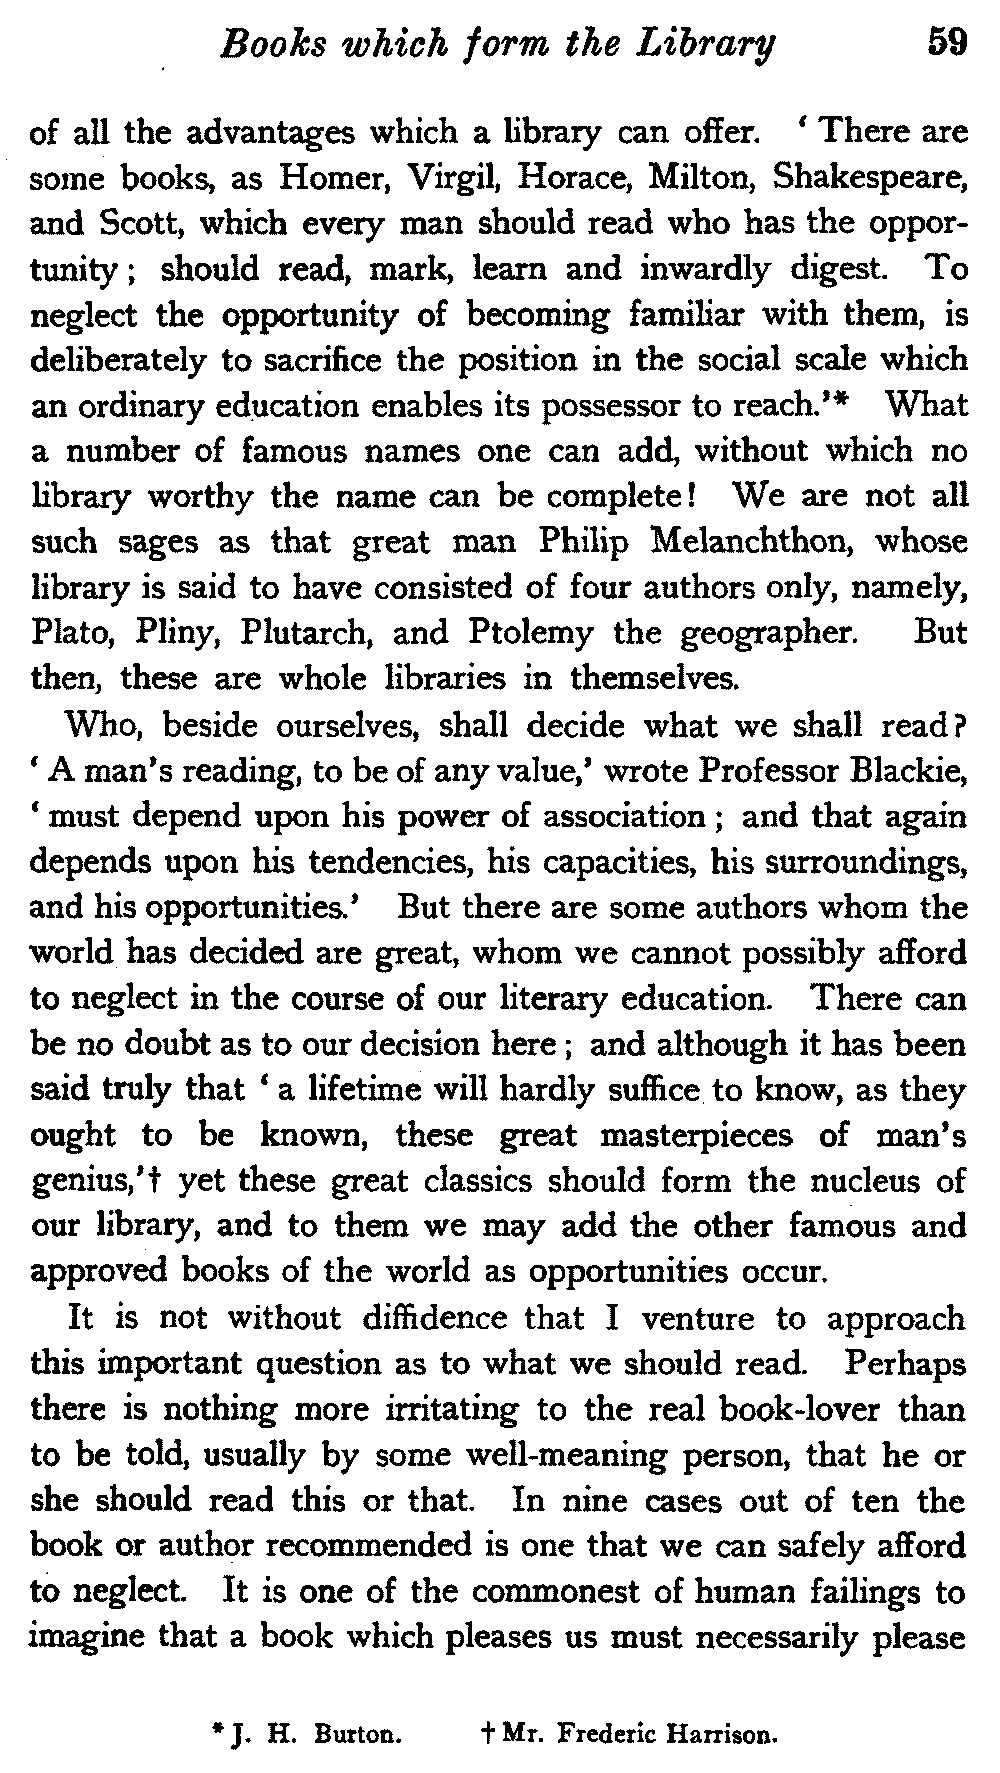 Books which form the Library 59
of all the advantages which a library can offer. ‘ There are
some books, as Homer, Virgil, Horace, Milton, Shakespeare,
and Scott, which every man should read who has the oppor-
tunity ; should read, mark, learn and inwardly digest. To
neglect the opportunity of becoming familiar with them, is
deliberately to sacrifice the position in the social scale which
an ordinary education enables its possessor to reach.’* What
a number of famous names one can add, without which no
library worthy the name can be complete! We are not all
such sages as that great man Philip Melanchthon, whose
library is said to have consisted of four authors only, namely,
Plato, Pliny, Plutarch, and Ptolemy the geographer. But
then, these are whole libraries in themselves.
Who, beside ourselves, shall decide what we shall read?
‘ A man’s reading, to be of any value,’ wrote Professor Blackie,
‘ must depend upon his power of association ; and that again
depends upon his tendencies, his capacities, his surroundings,
and his opportunities.’ But there are some authors whom the
world has decided are great, whom we cannot possibly afford
to neglect in the course of our literary education. There can
be no doubt as to our decision here ; and although it has been
said truly that ‘ a lifetime will hardly suffice to know, as they
ought to be known, these great masterpieces of man’s
genius,’† yet these great classics should form the nucleus of
our library, and to them we may add the other famous and
approved books of the world as opportunities occur.
It is not without diffidence that I venture to approach
this important question as to what we should read. Perhaps
there is nothing more irritating to the real book-lover than
to be told, usually by some well-meaning person, that he or
she should read this or that. In nine cases out of ten the
book or author recommended is one that we can safely afford
to neglect. It is one of the commonest of human failings to
imagine that a book which pleases us must necessarily please
* J. H. Burton. † Mr. Frederic Harrison.